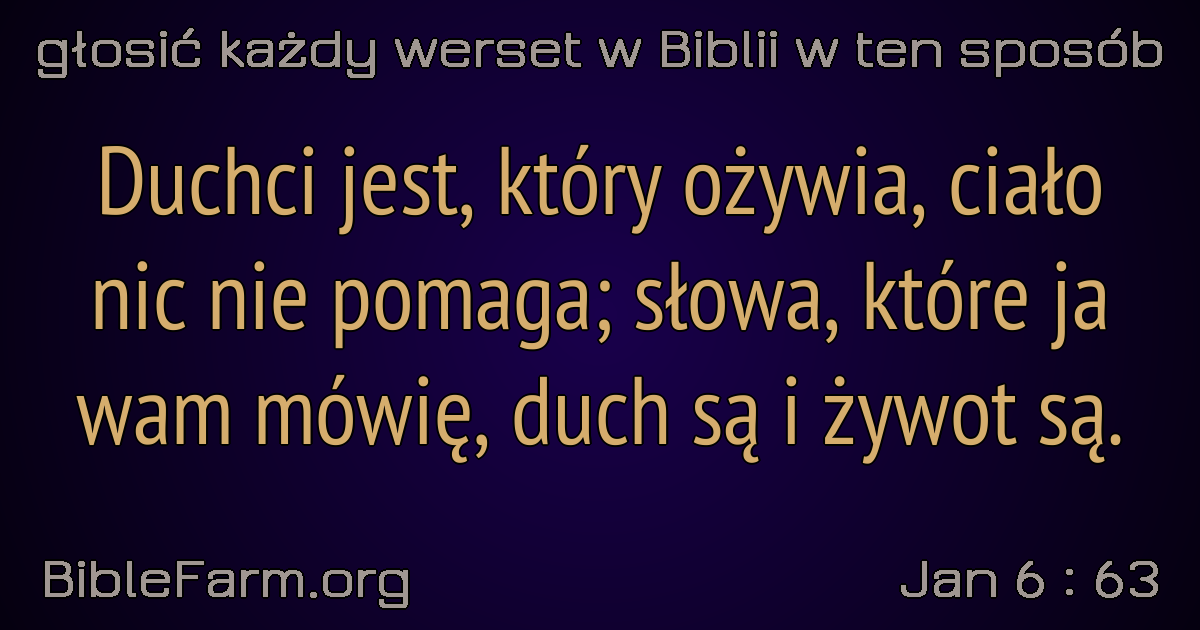 głosić każdy werset w Biblii w ten sposób
Duchci jest, który ożywia, ciało
nic nie pomaga; słowa, które ja
wam mówię, duch są i żywot są.
BibleFarm.org
Jan 6 : 63